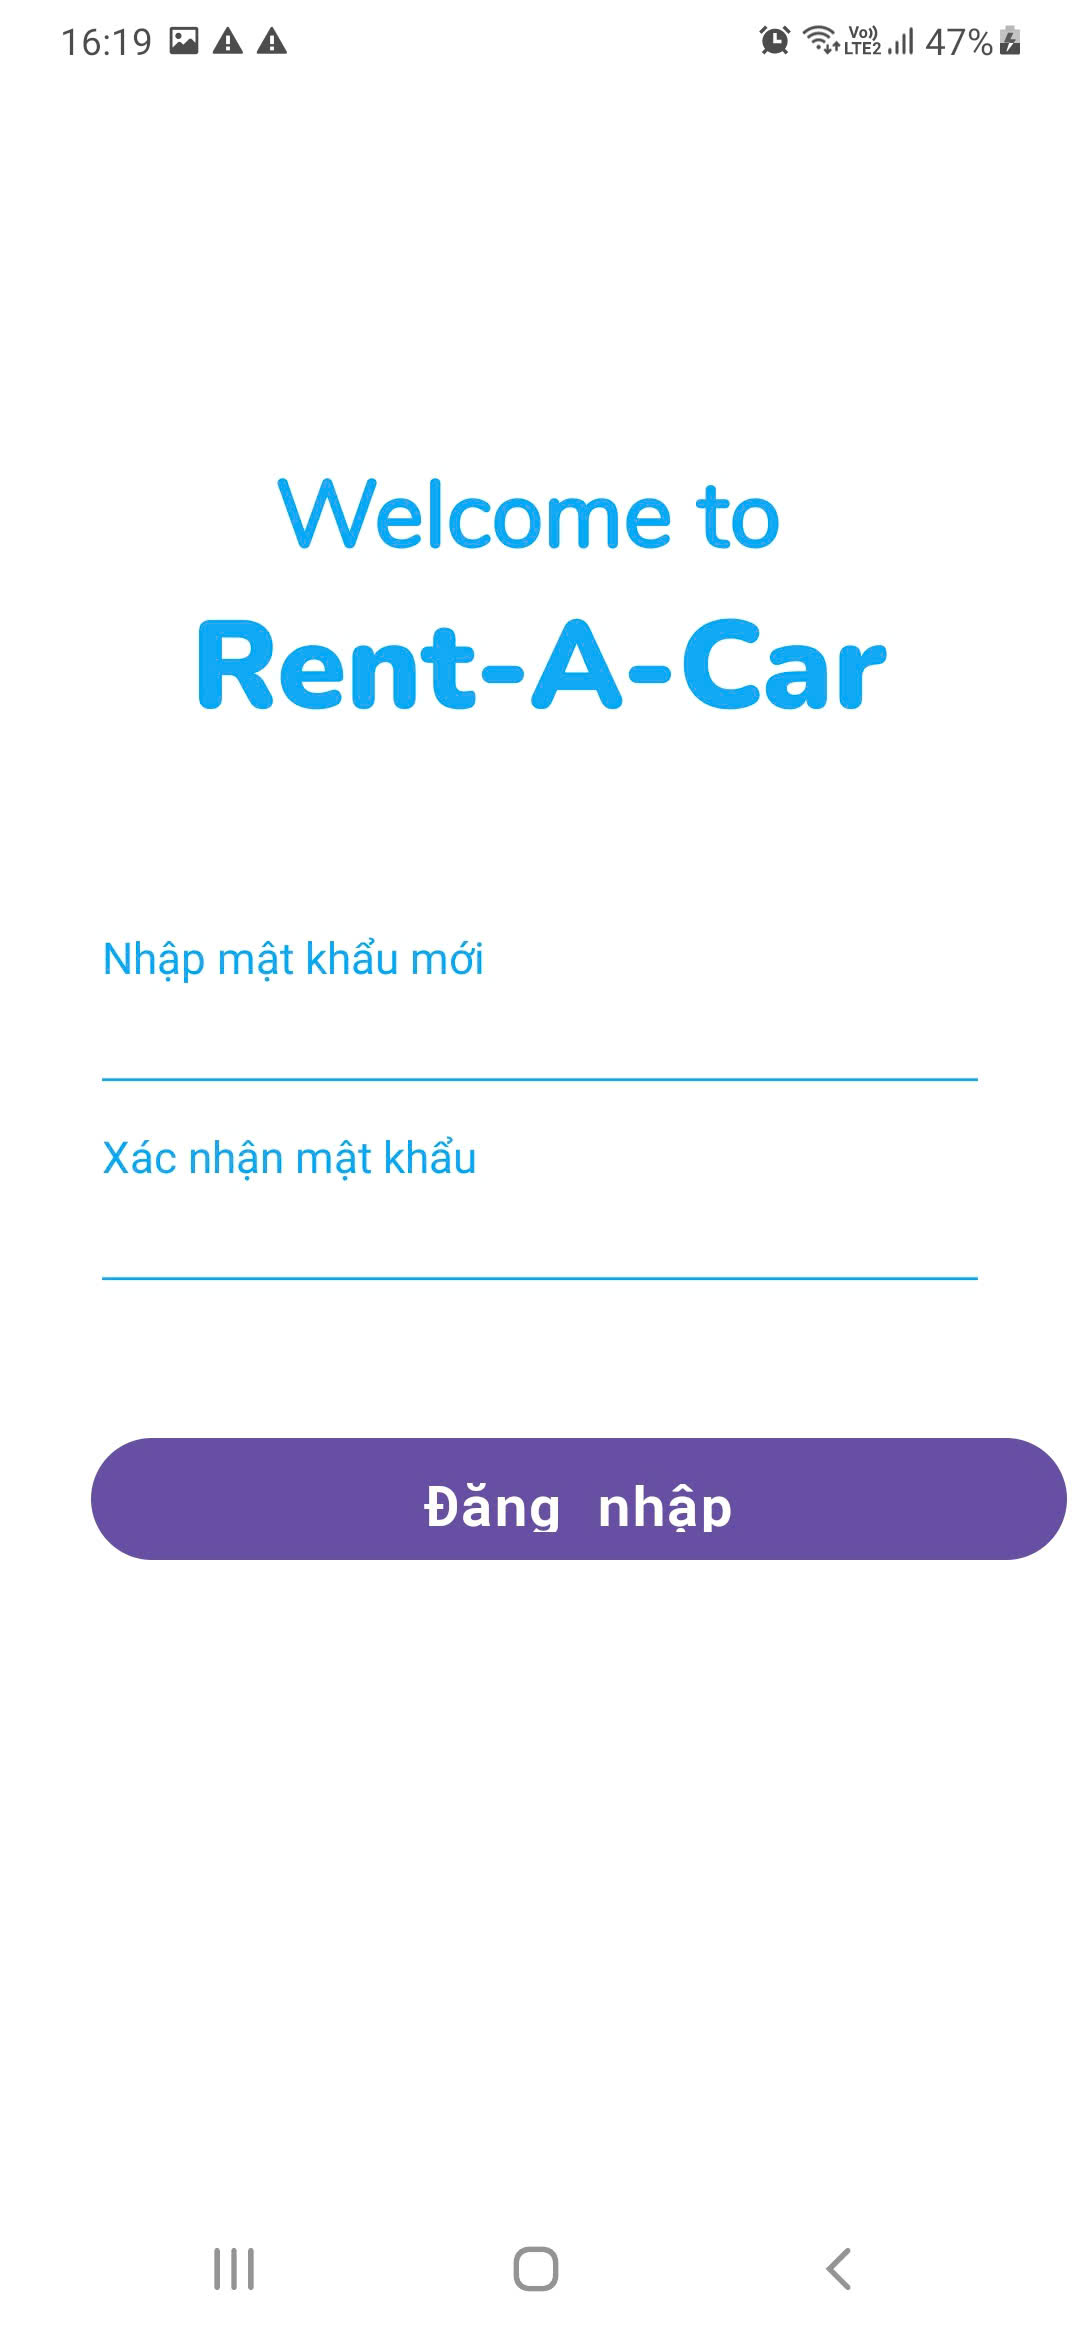 16:19 Vo)) LTE2 47%
Welcome to
Rent-A-Car
Nhập mật khẩu mới
Xác nhận mật khẩu
Đăng nhập